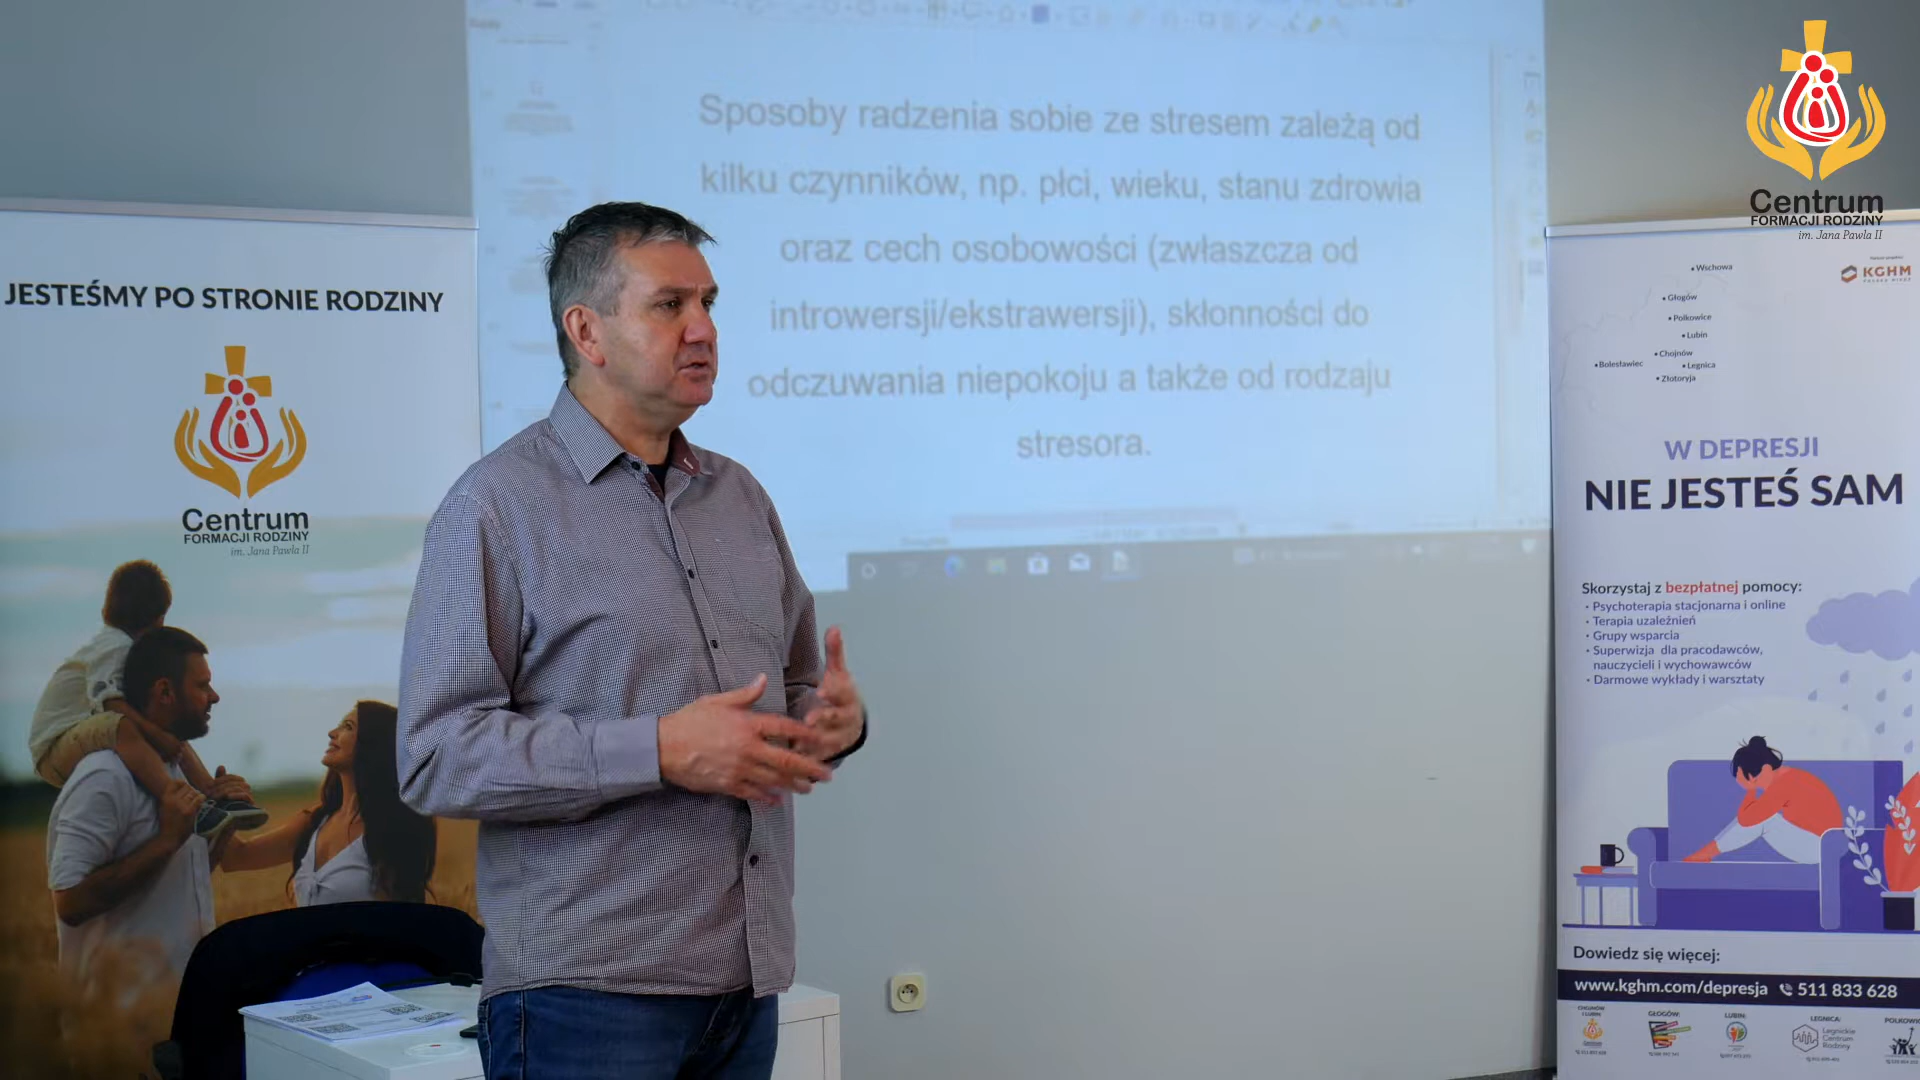 Sposoby radzenia sobie ze stresem zależą od
kilku czynników, np. płci, wieku, stanu zdrowia
oraz cech osobowości (zwłaszcza od
introwersji/ekstrawersji), skłonności do
odczuwania niepokoju a także od rodzaju
stresora.
JESTEŚMY PO STRONIE RODZINY
Centrum
FORMACJI RODZINY
im. Jana Pawła II
Centrum
FORMACJI RODZINY
im. Jana Pawła II
KGHM
Wschowa
Głogów
Polkowice
Lubin
Chojnów
Bolesławiec
Legnica
Złotoryja
W DEPRESJI
NIE JESTEŚ SAM
Skorzystaj z bezpłatnej pomocy:
• Psychoterapia stacjonarna i online
• Terapia uzależnień
• Grupy wsparcia
• Superwizja dla pracodawców,
nauczycieli i wychowawców
• Darmowe wykłady i warsztaty
Dowiedz się więcej:
www.kghm.com/depresja 511 833 628
GŁOGÓW:
LUBIN:
LEGNICA:
Legnickie
Centrum
Rodziny